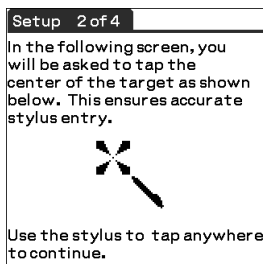 Setup 2 of 4
In the following screen, you
will be asked to tap the
center of the target as shown
below. This ensures accurate
stylus entry.
Use the stylus to tap anywhere
to continue.